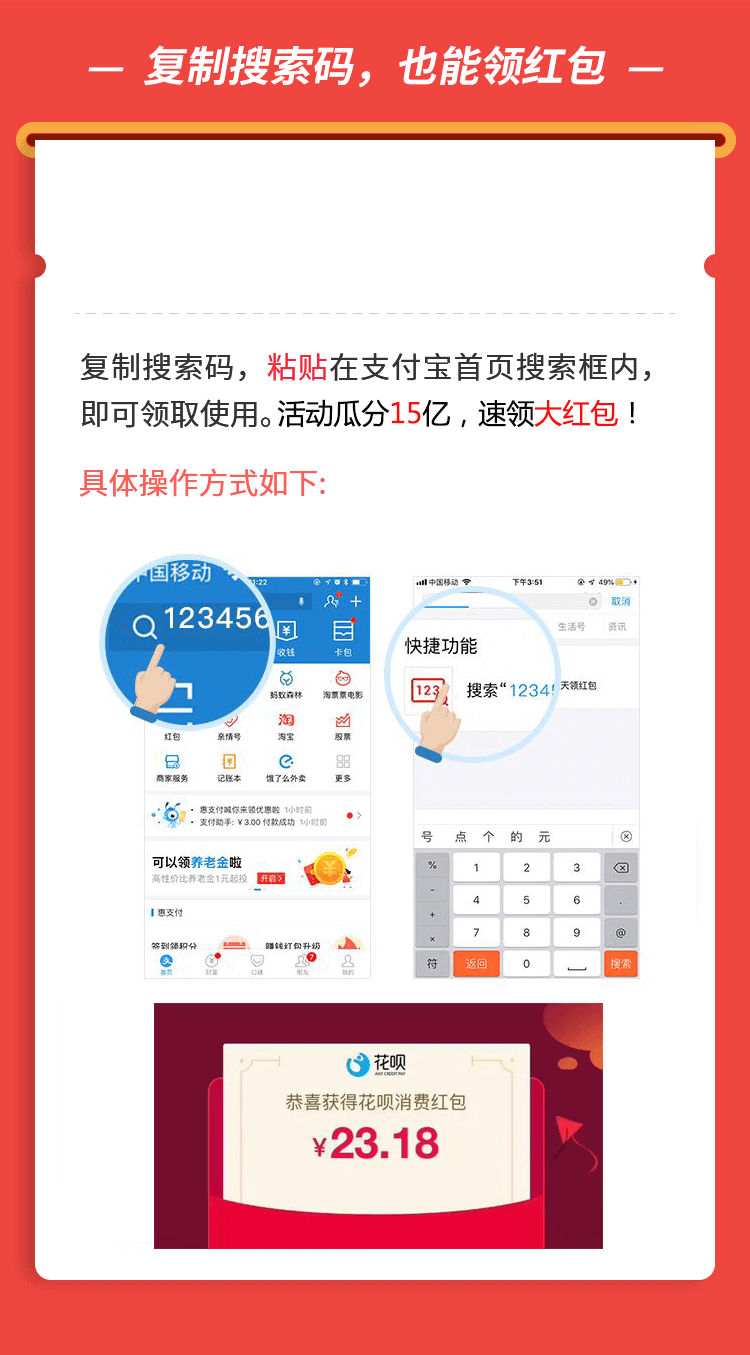 — 复制搜索码，也能领红包 —
复制搜索码，粘贴在支付宝首页搜索框内，
即可领取使用。活动瓜分15亿，速领大红包！
具体操作方式如下:
中国移动
1:22
123456
收钱
卡包
蚂蚁森林
淘票票电影
红包
亲情号
淘宝
股票
商家服务
记账本
饿了么外卖
更多
· 惠支付喊你来领优惠啦 1小时前
· 支付助手: ￥3.00 付款成功 1小时前
可以领养老金啦
高性价比养老金1元起投 开启
惠支付
签到领积分
赚钱红包升级
首页
财富
口碑
朋友
7
我的
中国移动
下午3:51
49%
取消
生活号
资讯
快捷功能
123
搜索“12345
天领红包
号 点 个 的 元
% 1 2 3
- 4 5 6 .
+ × 7 8 9 @
符 返回 0 搜索
花呗
ANT CREDIT PAY
恭喜获得花呗消费红包
￥23.18